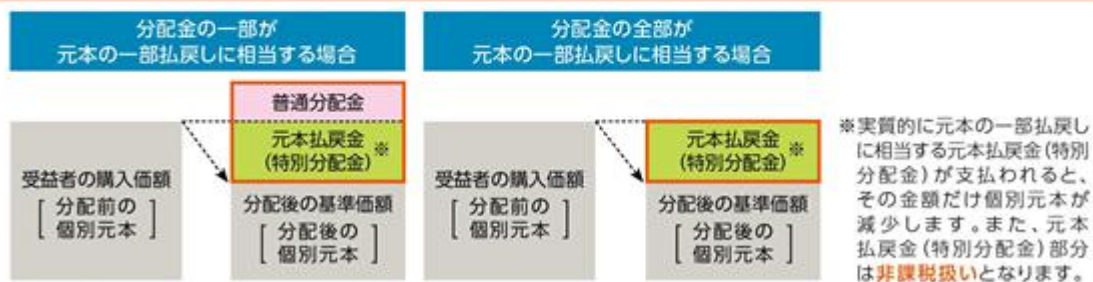 分配金の一部が
元本の一部払戻しに相当する場合
普通分配金
元本払戻金
(特別分配金) ※
受益者の購入価額
[ 分配前の
個別元本 ]
分配後の基準価額
[ 分配後の
個別元本 ]
分配金の全部が
元本の一部払戻しに相当する場合
元本払戻金
(特別分配金) ※
受益者の購入価額
[ 分配前の
個別元本 ]
分配後の基準価額
[ 分配後の
個別元本 ]
※実質的に元本の一部払戻し
に相当する元本払戻金(特別
分配金)が支払われると、
その金額だけ個別元本が
減少します。また、元本
払戻金(特別分配金)部分
は非課税扱いとなります。